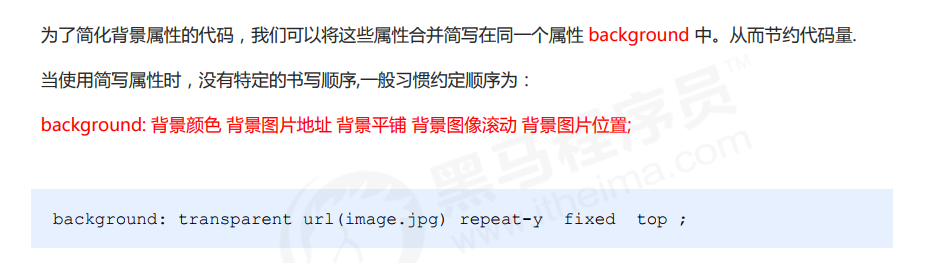 为了简化背景属性的代码，我们可以将这些属性合并简写在同一个属性 background 中。从而节约代码量.
当使用简写属性时，没有特定的书写顺序,一般习惯约定顺序为：
background: 背景颜色 背景图片地址 背景平铺 背景图像滚动 背景图片位置;
background: transparent url(image.jpg) repeat-y  fixed  top ;
黑马程序员™
www.itheima.com